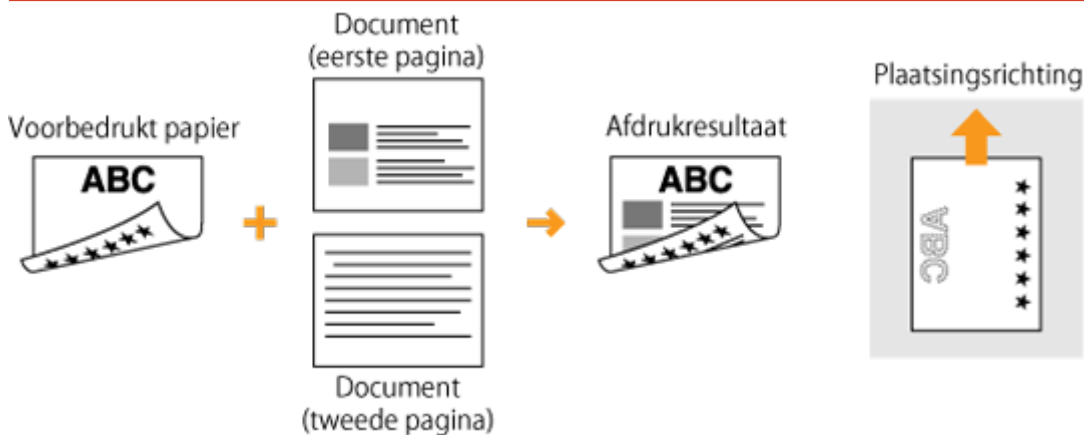 Document
(eerste pagina)
Plaatsingsrichting
Voorbedrukt papier
Afdrukresultaat
ABC
ABC
ABC
Document
(tweede pagina)